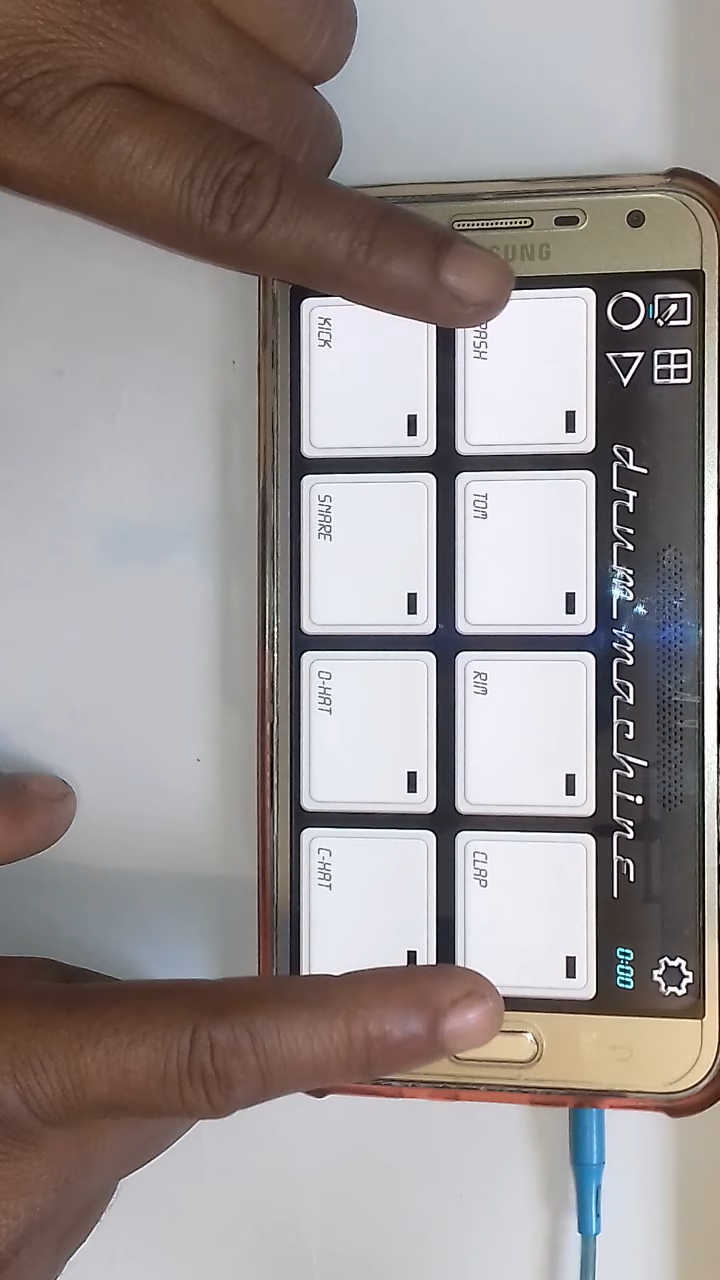 SUNG
drum machine
0:00
RASH TOM RIM CLAP
KICK SNARE O-HAT C-HAT